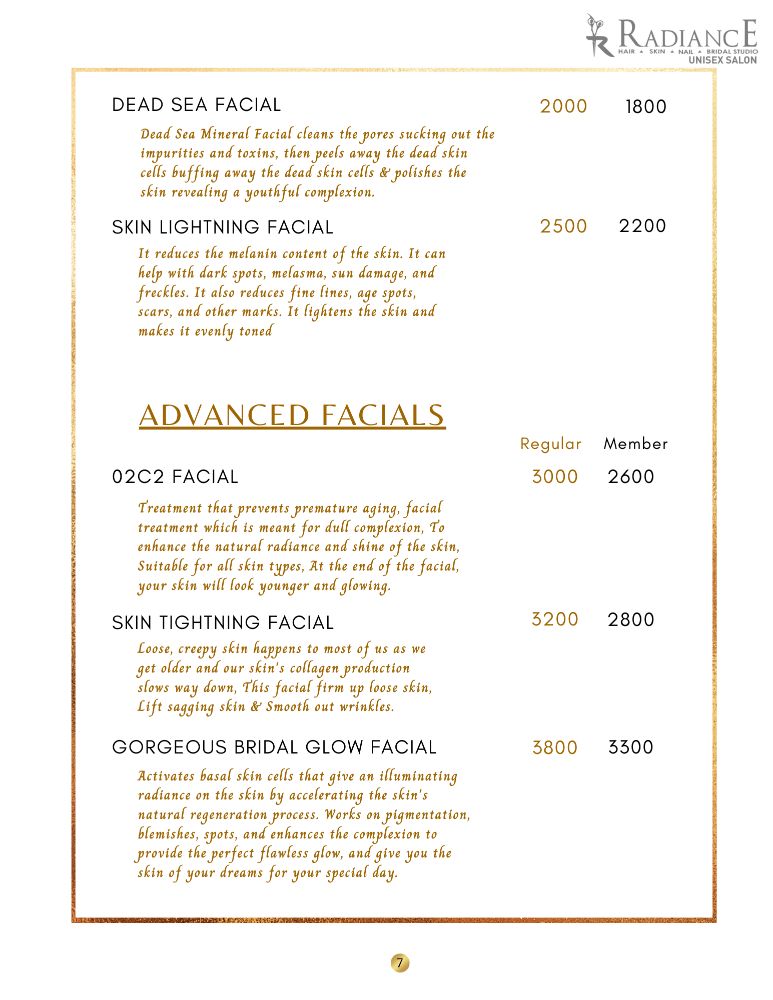 RADIANCE
HAIR • SKIN • NAIL • BRIDAL STUDIO
UNISEX SALON
DEAD SEA FACIAL 2000 1800
Dead Sea Mineral Facial cleans the pores sucking out the
impurities and toxins, then peels away the dead skin
cells buffing away the dead skin cells & polishes the
skin revealing a youthful complexion.
SKIN LIGHTNING FACIAL 2500 2200
It reduces the melanin content of the skin. It can
help with dark spots, melasma, sun damage, and
freckles. It also reduces fine lines, age spots,
scars, and other marks. It lightens the skin and
makes it evenly toned
ADVANCED FACIALS
Regular Member
02C2 FACIAL 3000 2600
Treatment that prevents premature aging, facial
treatment which is meant for dull complexion, To
enhance the natural radiance and shine of the skin,
Suitable for all skin types, At the end of the facial,
your skin will look younger and glowing.
SKIN TIGHTNING FACIAL 3200 2800
Loose, creepy skin happens to most of us as we
get older and our skin's collagen production
slows way down, This facial firm up loose skin,
Lift sagging skin & Smooth out wrinkles.
GORGEOUS BRIDAL GLOW FACIAL 3800 3300
Activates basal skin cells that give an illuminating
radiance on the skin by accelerating the skin's
natural regeneration process. Works on pigmentation,
blemishes, spots, and enhances the complexion to
provide the perfect flawless glow, and give you the
skin of your dreams for your special day.
7